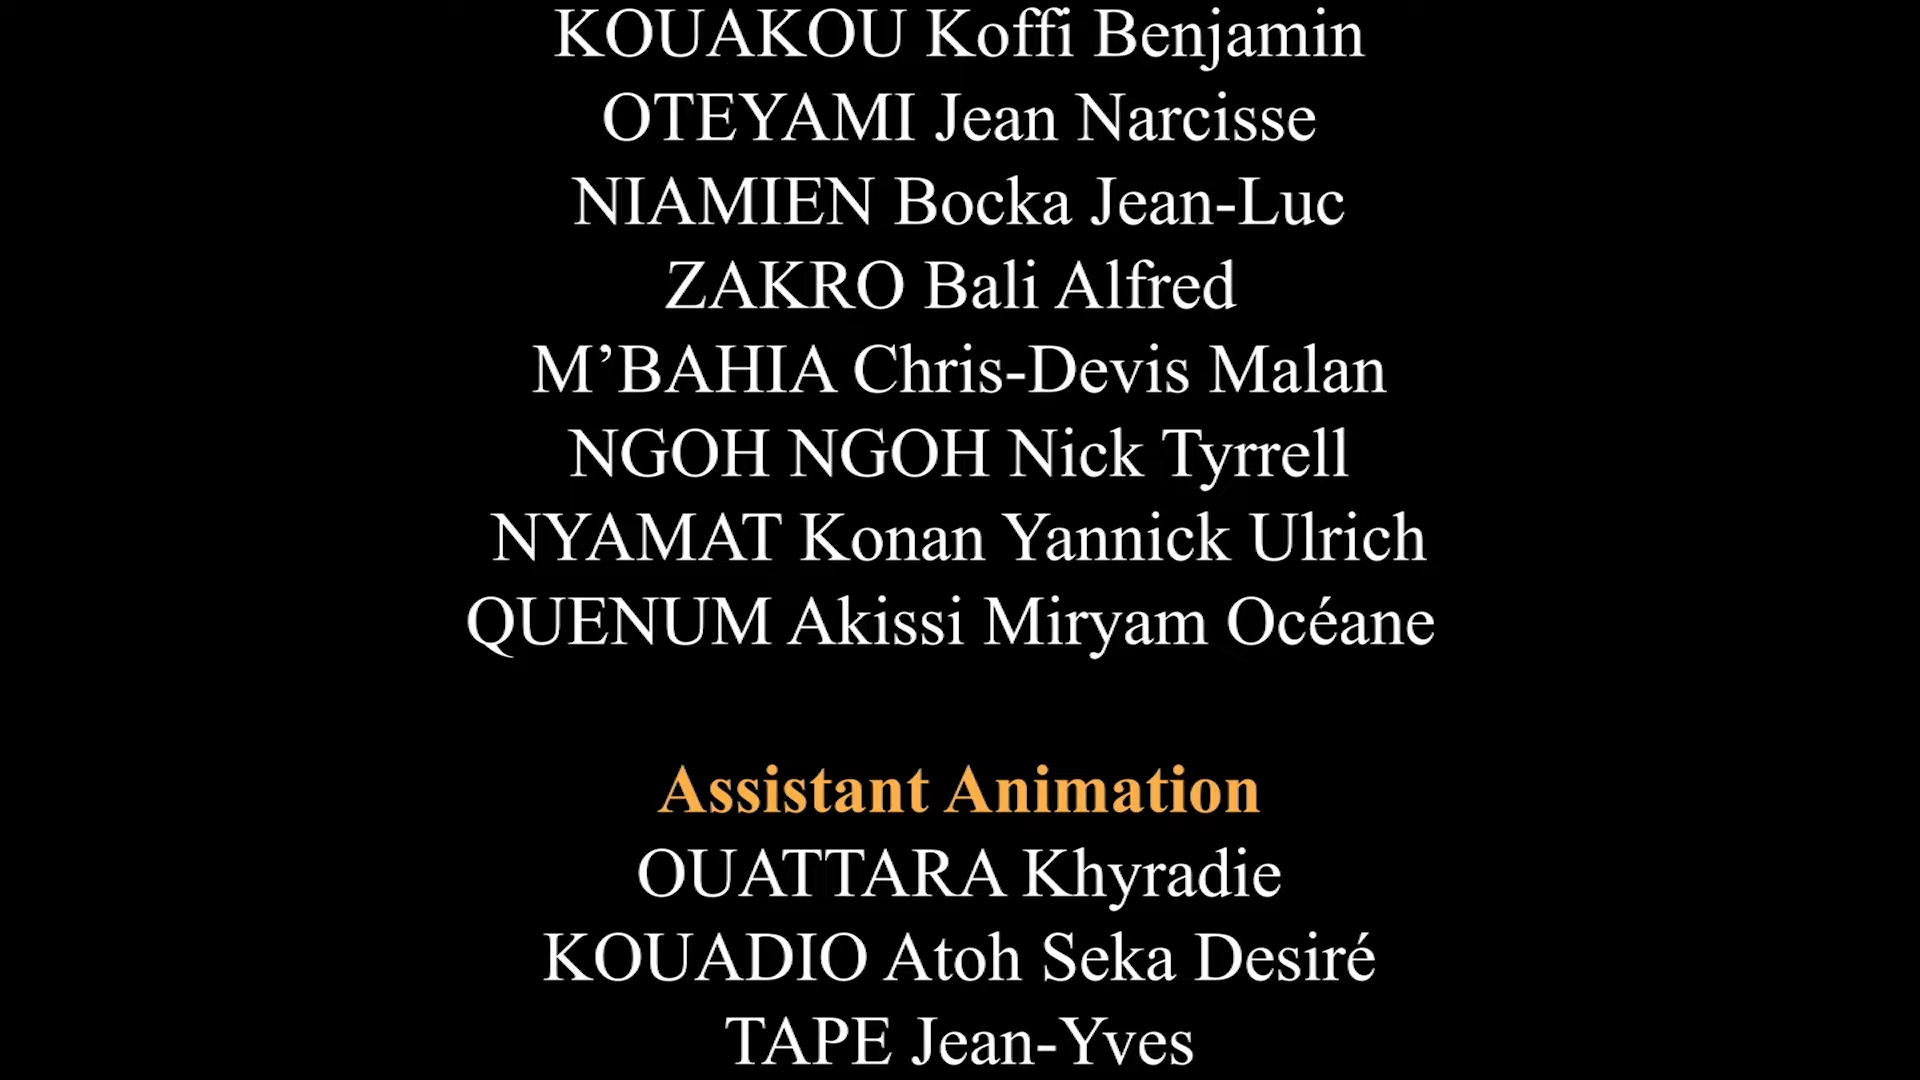 KOUAKOU Koffi Benjamin
OTEYAMI Jean Narcisse
NIAMIEN Bocka Jean-Luc
ZAKRO Bali Alfred
M’BAHIA Chris-Devis Malan
NGOH NGOH Nick Tyrrell
NYAMAT Konan Yannick Ulrich
QUENUM Akissi Miryam Océane
Assistant Animation
OUATTARA Khyradie
KOUADIO Atoh Seka Desiré
TAPE Jean-Yves